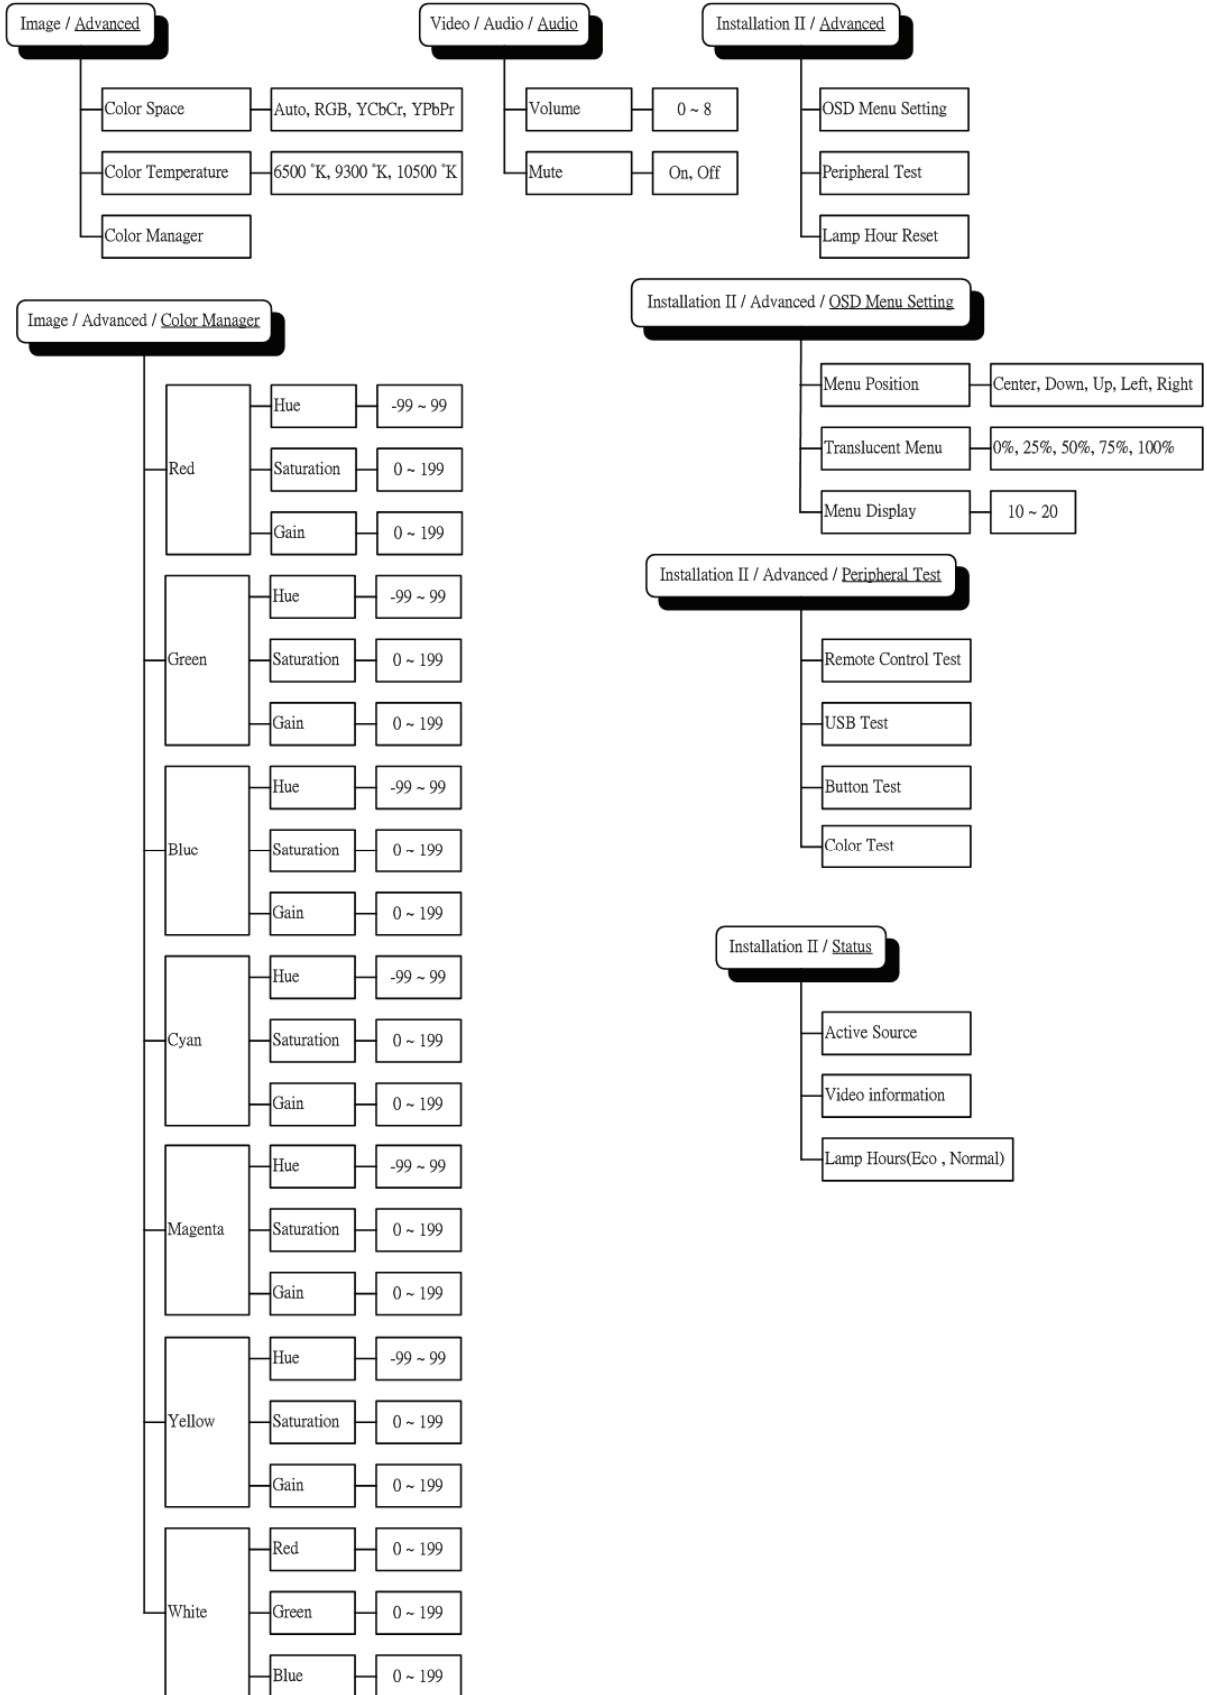 Image / Advanced
Color Space
Auto, RGB, YCbCr, YPbPr
Color Temperature
6500 °K, 9300 °K, 10500 °K
Color Manager
Video / Audio / Audio
Volume
0 ~ 8
Mute
On, Off
Installation II / Advanced
OSD Menu Setting
Peripheral Test
Lamp Hour Reset
Image / Advanced / Color Manager
Red
Hue
-99 ~ 99
Saturation
0 ~ 199
Gain
0 ~ 199
Green
Hue
-99 ~ 99
Saturation
0 ~ 199
Gain
0 ~ 199
Blue
Hue
-99 ~ 99
Saturation
0 ~ 199
Gain
0 ~ 199
Cyan
Hue
-99 ~ 99
Saturation
0 ~ 199
Gain
0 ~ 199
Magenta
Hue
-99 ~ 99
Saturation
0 ~ 199
Gain
0 ~ 199
Yellow
Hue
-99 ~ 99
Saturation
0 ~ 199
Gain
0 ~ 199
White
Red
0 ~ 199
Green
0 ~ 199
Blue
0 ~ 199
Installation II / Advanced / OSD Menu Setting
Menu Position
Center, Down, Up, Left, Right
Translucent Menu
0%, 25%, 50%, 75%, 100%
Menu Display
10 ~ 20
Installation II / Advanced / Peripheral Test
Remote Control Test
USB Test
Button Test
Color Test
Installation II / Status
Active Source
Video information
Lamp Hours(Eco , Normal)